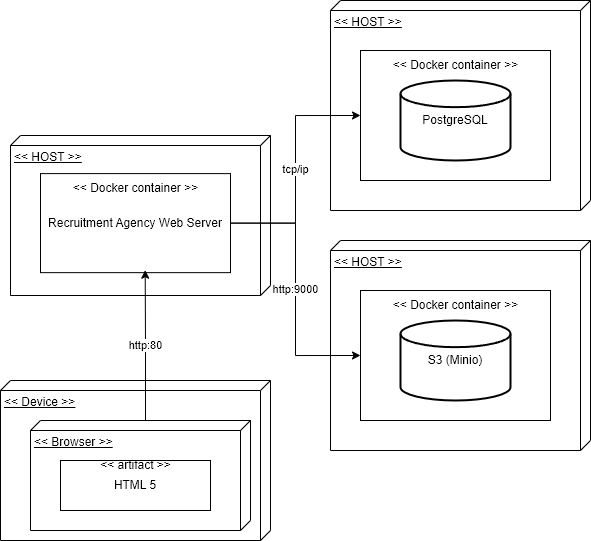 << HOST >>
<< Docker container >>
PostgreSQL
<< HOST >>
<< Docker container >>
Recruitment Agency Web Server
tcp/ip
http:9000
<< HOST >>
<< Docker container >>
S3 (Minio)
http:80
<< Device >>
<< Browser >>
<< artifact >>
HTML 5